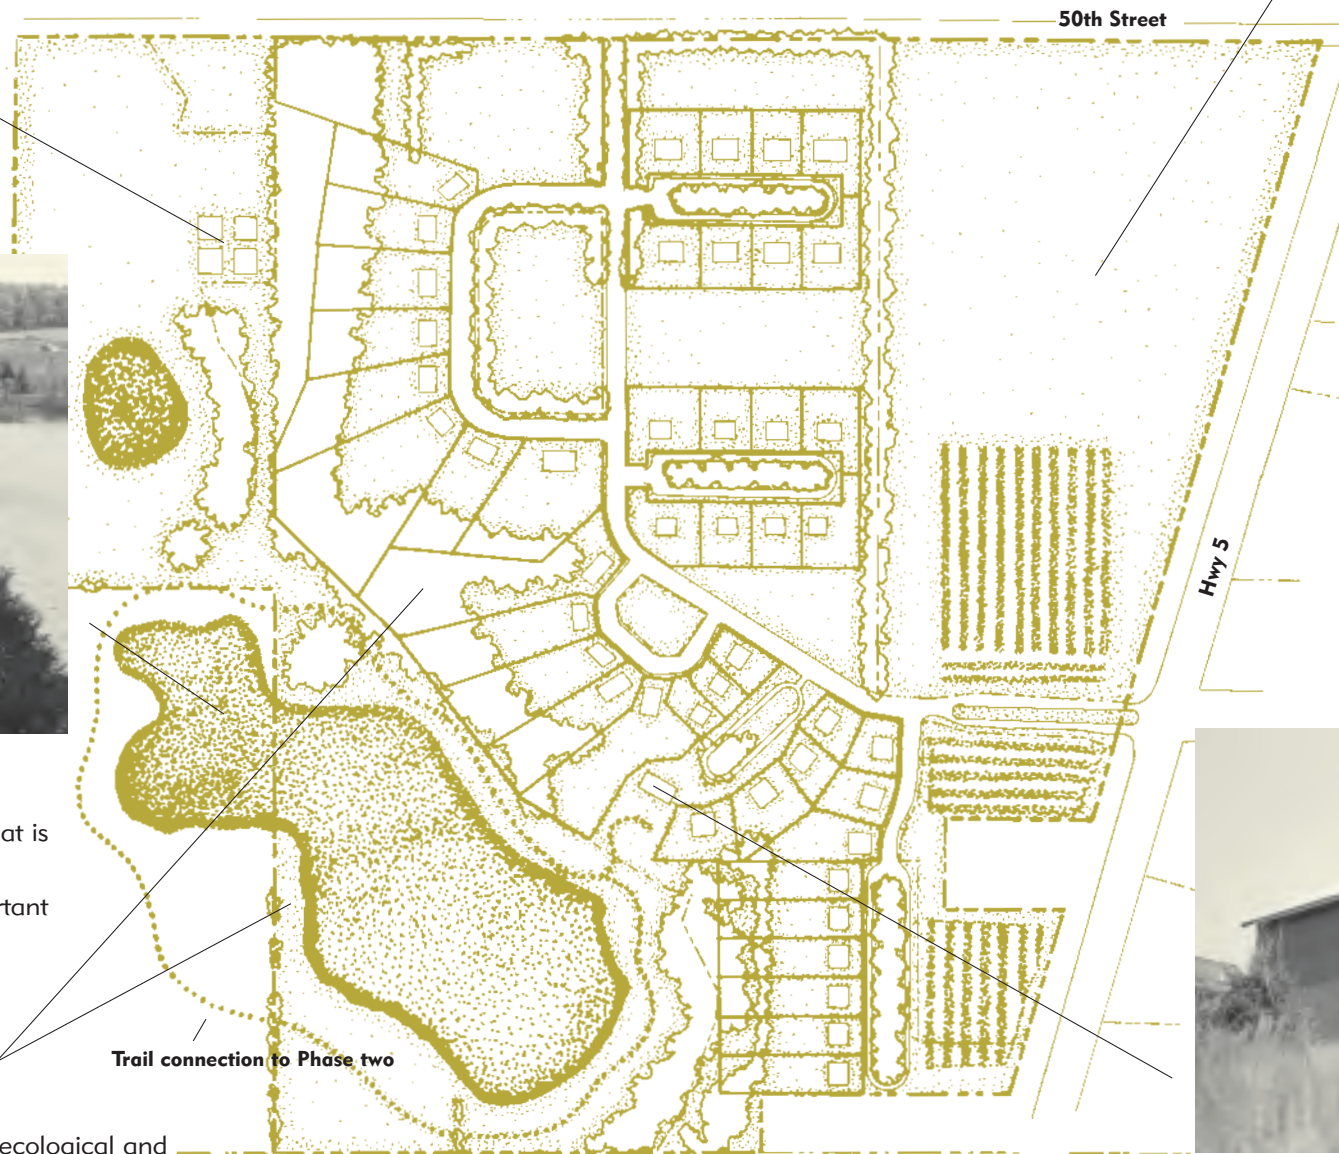 50th Street
Hwy 5
at is
rtant
Trail connection to Phase two
ecological and